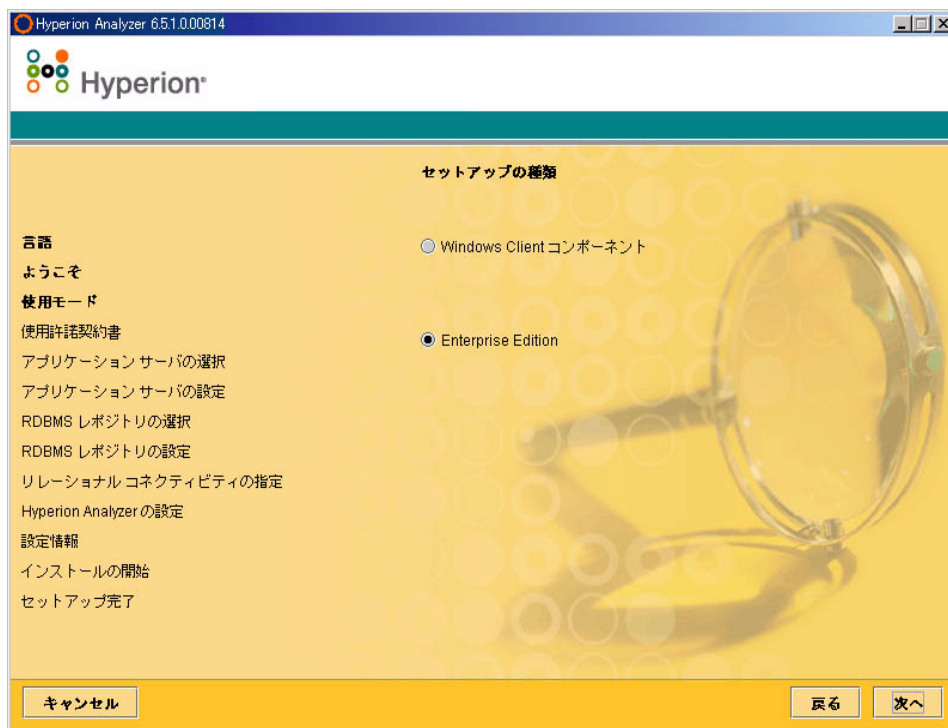 Hyperion Analyzer 6.5.1.0.00814
Hyperion
セットアップの種類
言語
ようこそ
使用モード
使用許諾契約書
アプリケーション サーバの選択
アプリケーション サーバの設定
RDBMS レポジトリの選択
RDBMS レポジトリの設定
リレーショナル コネクティビティの指定
Hyperion Analyzer の設定
設定情報
インストールの開始
セットアップ完了
Windows Client コンポーネント
Enterprise Edition
キャンセル
戻る
次へ